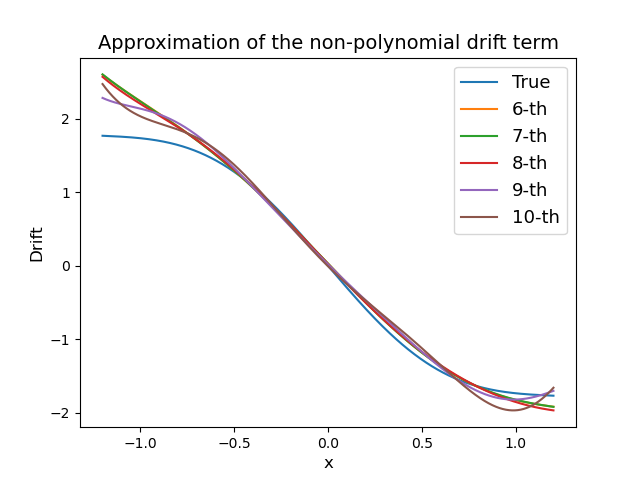 Approximation of the non-polynomial drift term
True
6-th
7-th
8-th
9-th
10-th
Drift
2
1
0
−1
−2
−1.0
−0.5
0.0
0.5
1.0
x